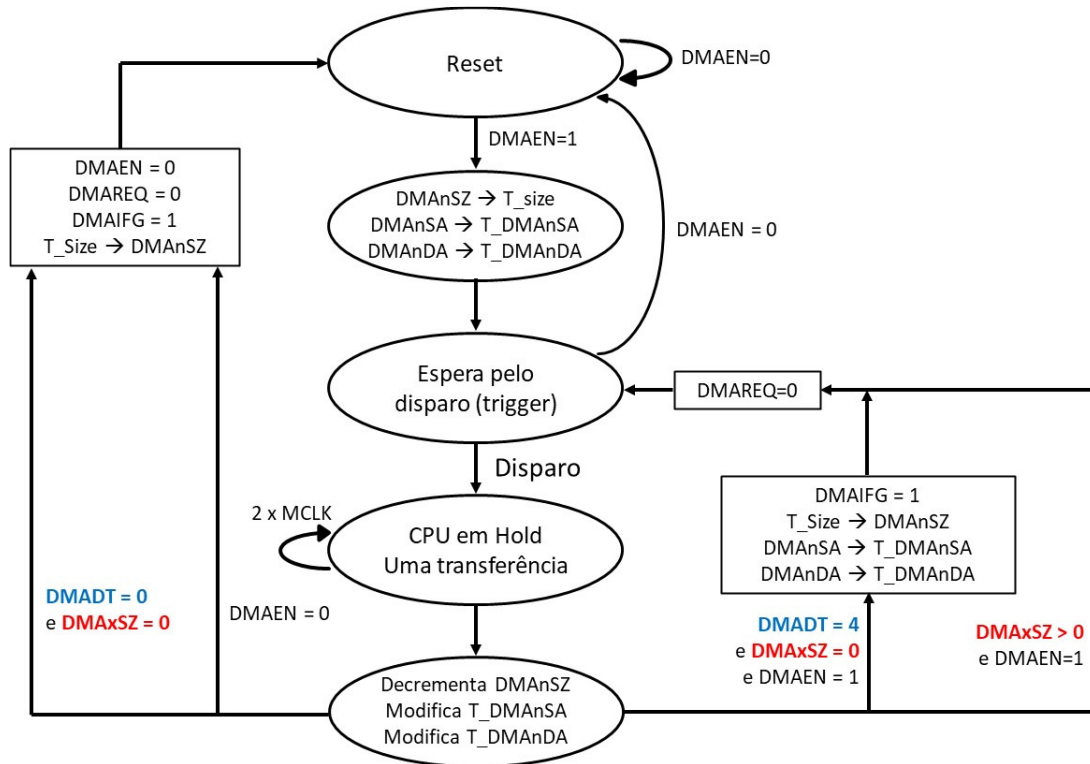 Reset
DMAEN=0
DMAEN=1
DMAEN = 0
DMAREQ = 0
DMAIFG = 1
T_Size → DMAnSZ
DMAnSZ → T_size
DMAnSA → T_DMAnSA
DMAnDA → T_DMAnDA
DMAEN = 0
Espera pelo
disparo (trigger)
DMAREQ=0
Disparo
2 x MCLK
CPU em Hold
Uma transferência
DMAIFG = 1
T_Size → DMAnSZ
DMAnSA → T_DMAnSA
DMAnDA → T_DMAnDA
DMADT = 0
e DMAxSZ = 0
DMAEN = 0
DMADT = 4
e DMAxSZ = 0
e DMAEN = 1
DMAxSZ > 0
e DMAEN=1
Decrementa DMAnSZ
Modifica T_DMAnSA
Modifica T_DMAnDA